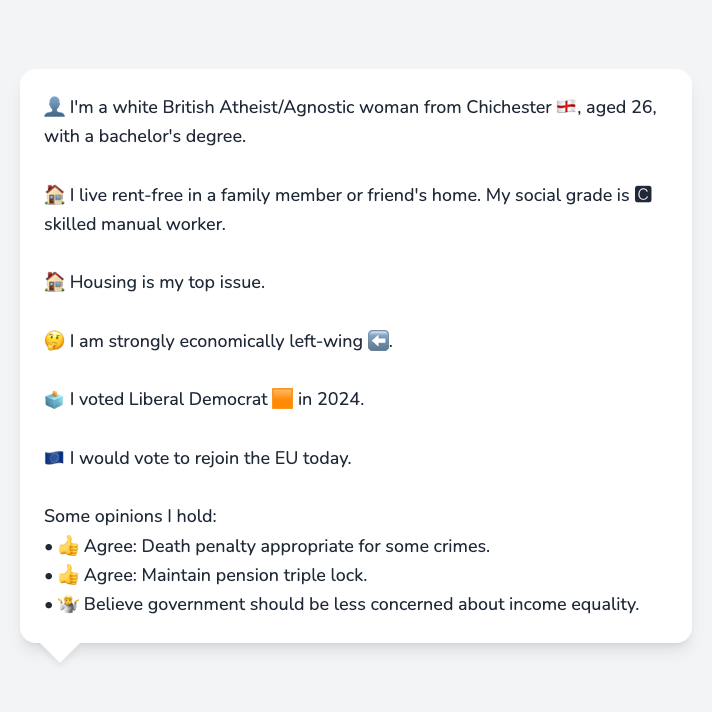 👤 I'm a white British Atheist/Agnostic woman from Chichester 🏴󠁧󠁢󠁥󠁮󠁧󠁿, aged 26,
with a bachelor's degree.
🏠 I live rent-free in a family member or friend's home. My social grade is C
skilled manual worker.
🏠 Housing is my top issue.
🤔 I am strongly economically left-wing ⬅️.
🗳️ I voted Liberal Democrat 🟧 in 2024.
🇪🇺 I would vote to rejoin the EU today.
Some opinions I hold:
• 👍 Agree: Death penalty appropriate for some crimes.
• 👍 Agree: Maintain pension triple lock.
• 🤷‍♀️ Believe government should be less concerned about income equality.